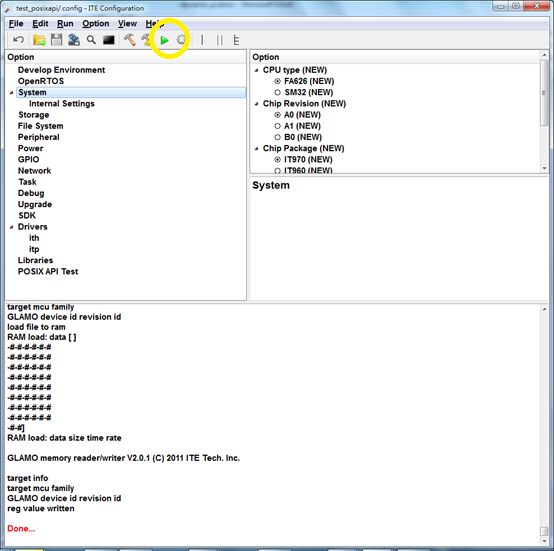 test_posixapi/.config - ITE Configuration
File Edit Run Option View Help
Option
Develop Environment
OpenRTOS
System
Internal Settings
Storage
File System
Peripheral
Power
GPIO
Network
Task
Debug
Upgrade
SDK
Drivers
ith
itp
Libraries
POSIX API Test
Option
CPU type (NEW)
FA626 (NEW)
SM32 (NEW)
Chip Revision (NEW)
A0 (NEW)
A1 (NEW)
B0 (NEW)
Chip Package (NEW)
IT970 (NEW)
IT960 (NEW)
System
target mcu family
GLAMO device id revision id
load file to ram
RAM load: data [ ]
-#-#-#-#-#-#
-#-#-#-#-#-#
-#-#-#-#-#-#
-#-#-#-#-#-#
-#-#-#-#-#-#
-#-#-#-#-#-#
-#-#-#-#-#-#
-#-#-#-#-#-#
-#-#]
RAM load: data size time rate
GLAMO memory reader/writer V2.0.1 (C) 2011 ITE Tech. Inc.
target info
target mcu family
GLAMO device id revision id
reg value written
Done...